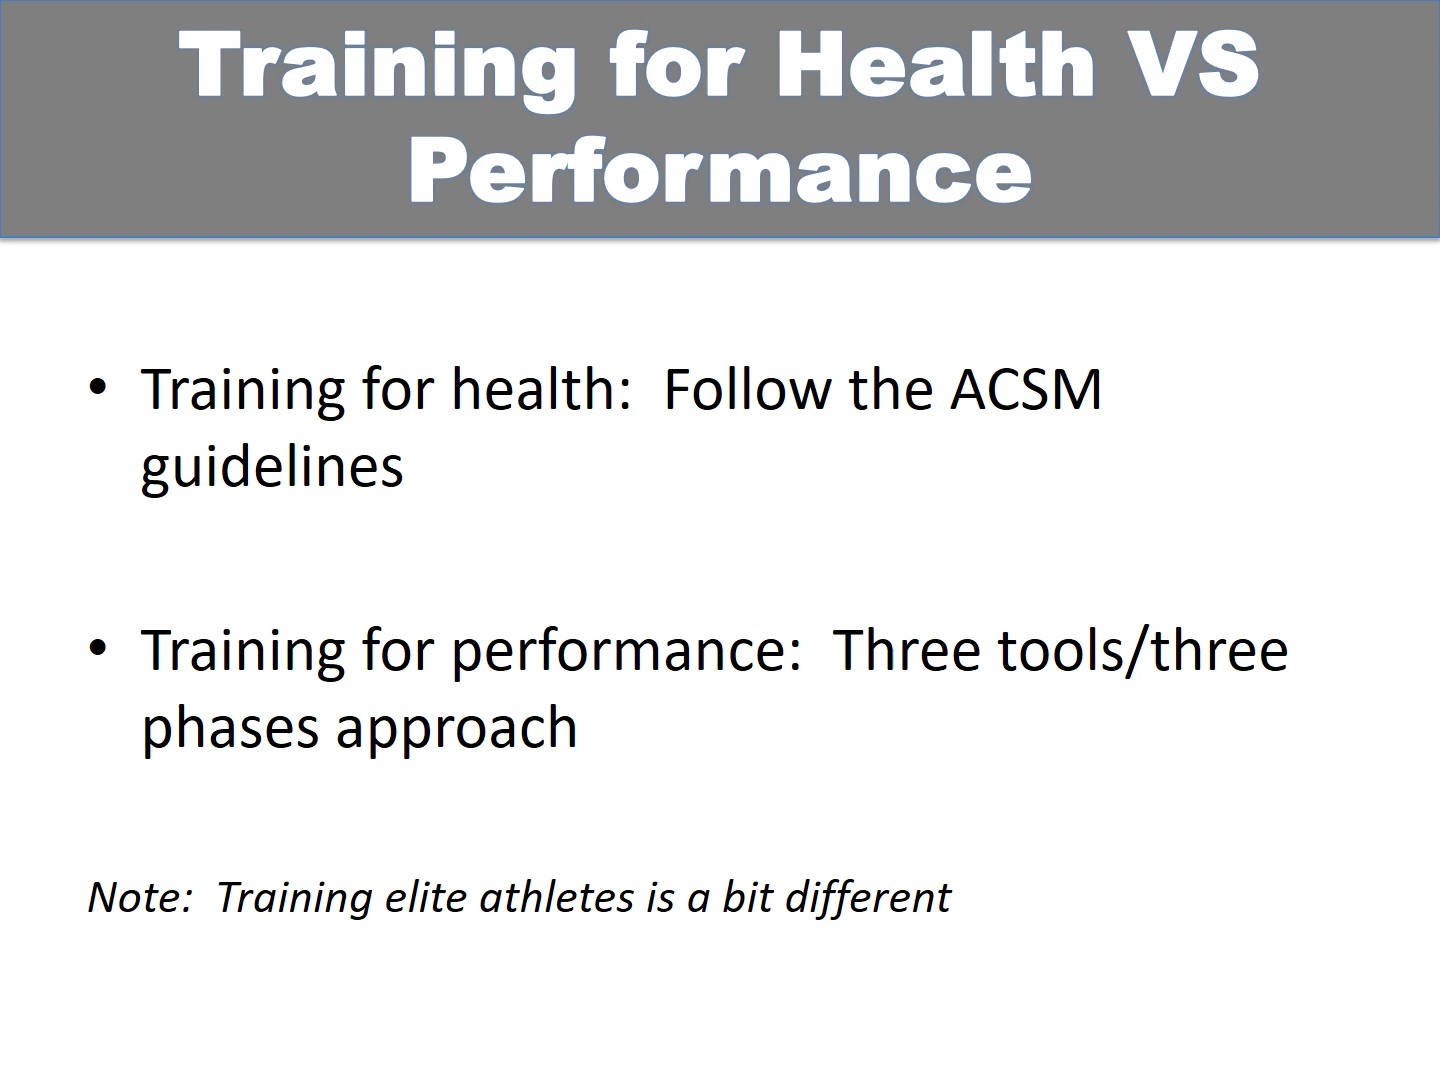 Training for Health VS
Performance
• Training for health:  Follow the ACSM
guidelines
• Training for performance:  Three tools/three
phases approach
Note:  Training elite athletes is a bit different